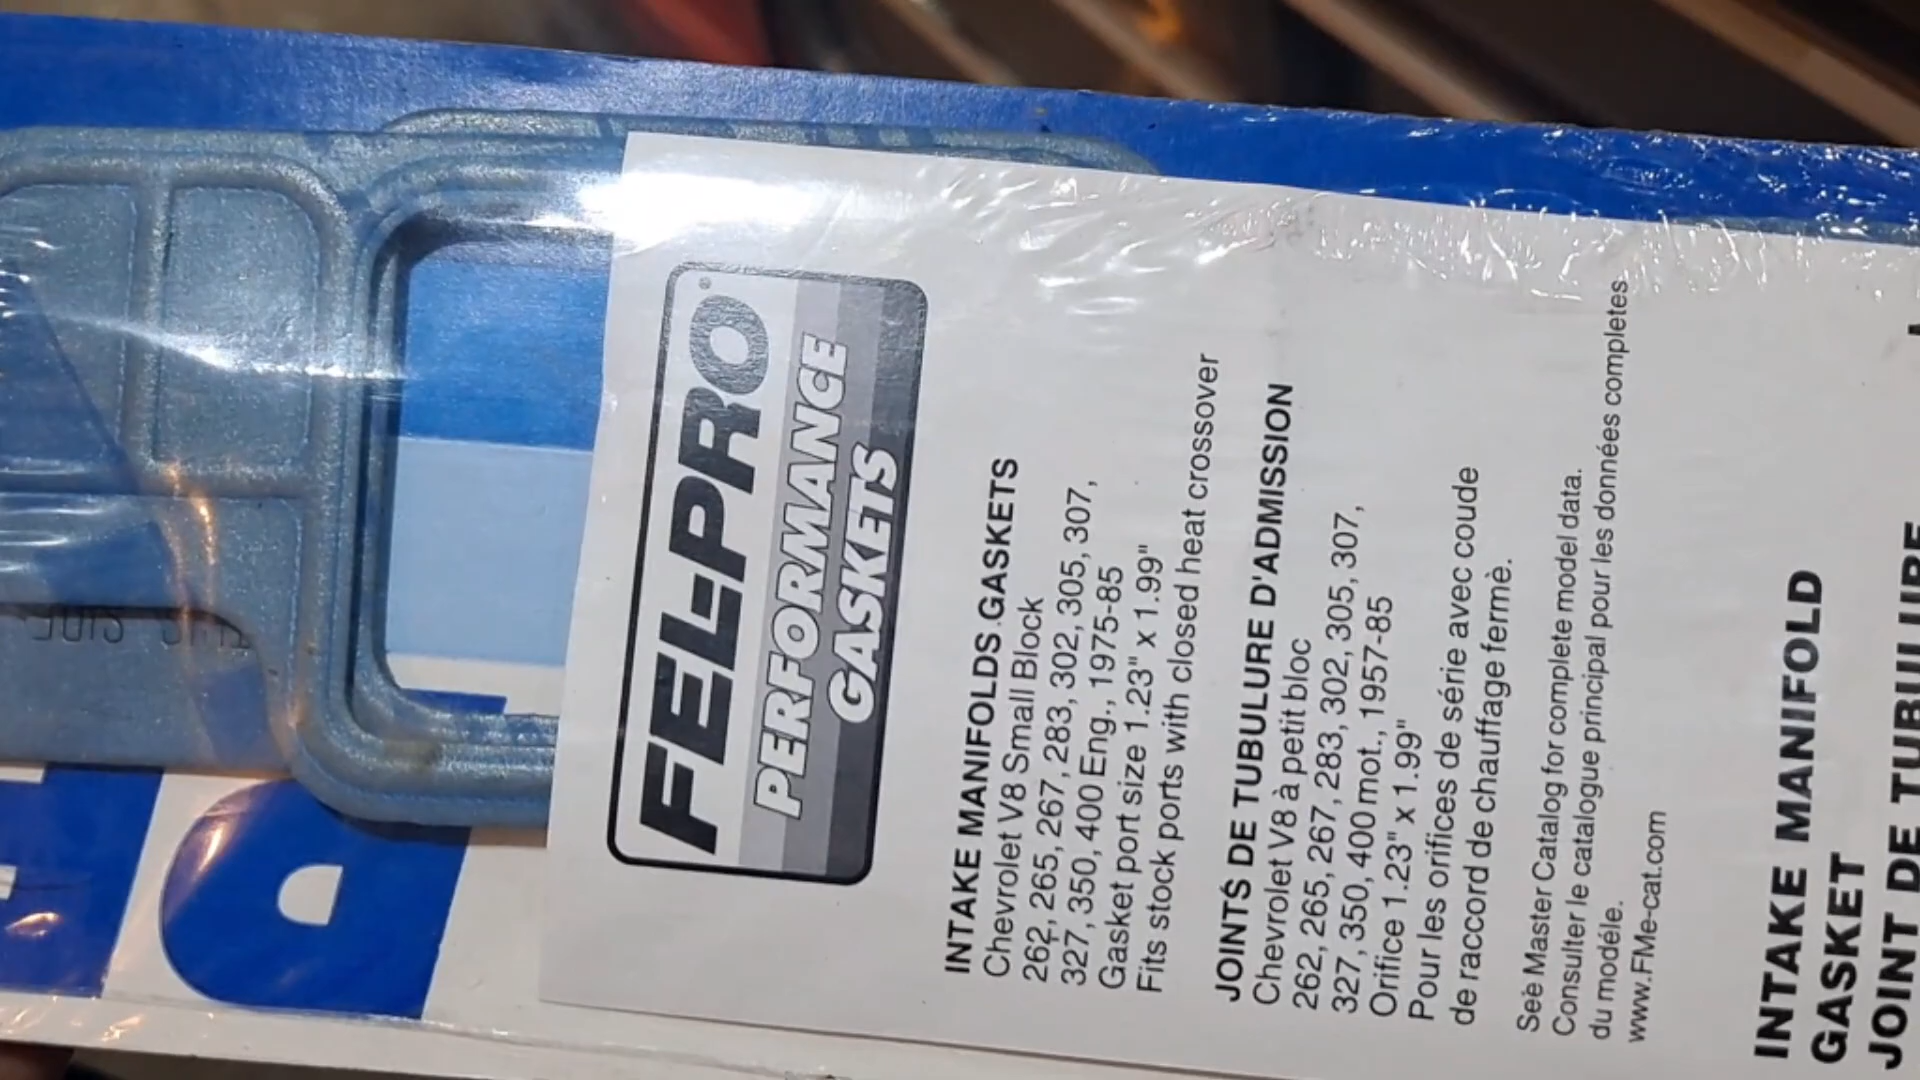 FEL-PRO®
PERFORMANCE
GASKETS
INTAKE MANIFOLDS GASKETS
Chevrolet V8 Small Block
262, 265, 267, 283, 302, 305, 307,
327, 350, 400 Eng., 1975-85
Gasket port size 1.23" x 1.99"
Fits stock ports with closed heat crossover
JOINTS DE TUBULURE D'ADMISSION
Chevrolet V8 à petit bloc
262, 265, 267, 283, 302, 305, 307,
327, 350, 400 mot., 1957-85
Orifice 1.23" x 1.99"
Pour les orifices de série avec coude
de raccord de chauffage fermè.
See Master Catalog for complete model data.
Consulter le catalogue principal pour les données completes
du modéle.
www.FMe-cat.com
INTAKE MANIFOLD
GASKET
JOINT DE TUBULURE